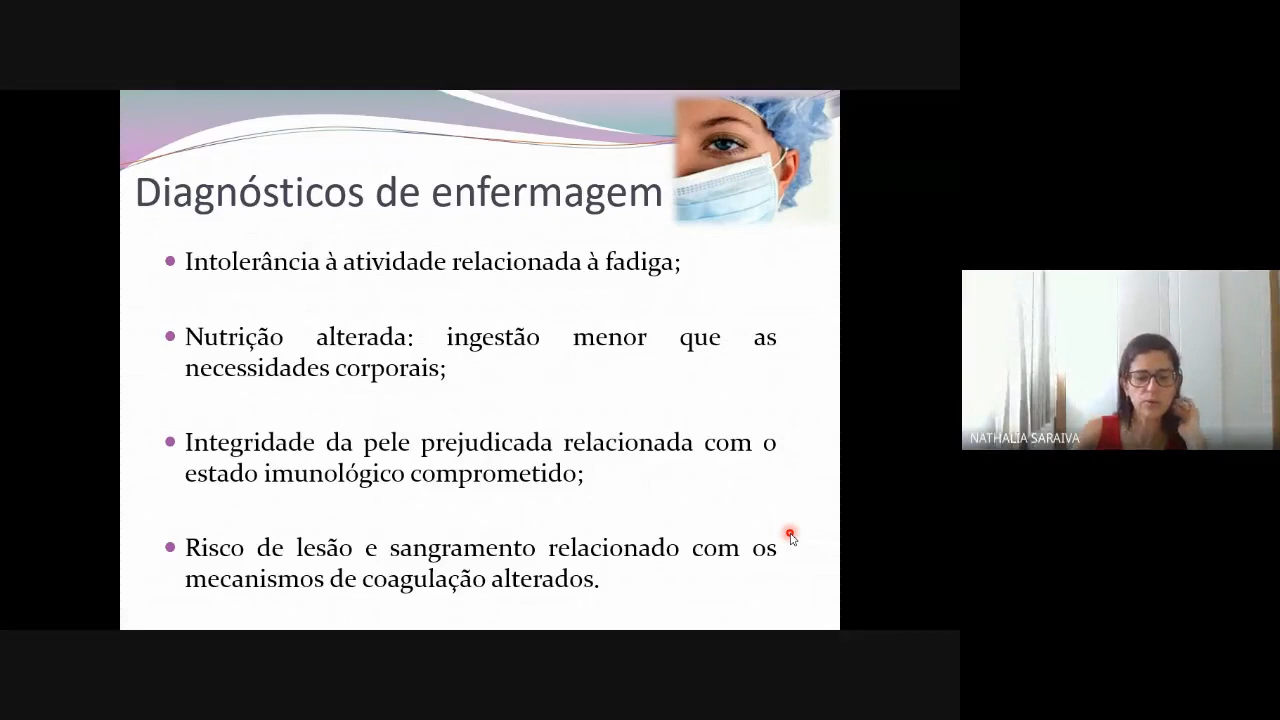 Diagnósticos de enfermagem
Intolerância à atividade relacionada à fadiga;
Nutrição alterada: ingestão menor que as
necessidades corporais;
Integridade da pele prejudicada relacionada com o
estado imunológico comprometido;
Risco de lesão e sangramento relacionado com os
mecanismos de coagulação alterados.
NATHALIA SARAIVA